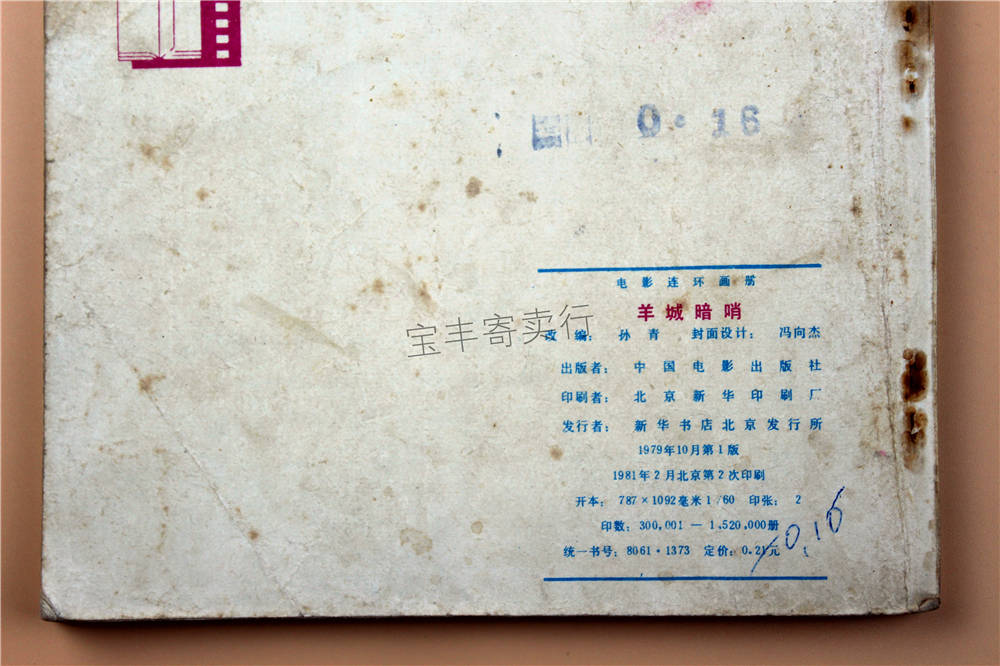 0.16
电影连环画册
羊城暗哨
宝丰寄卖行
改编： 孙青 封面设计： 冯向杰
出版者： 中国电影出版社
印刷者： 北京新华印刷厂
发行者： 新华书店北京发行所
1979年10月第1版
1981年2月北京第2次印刷
开本： 787×1092毫米1/60 印张： 2
印数： 300,001—1,520,000册
统一书号： 8061·1373 定价： 0.21元
0.16